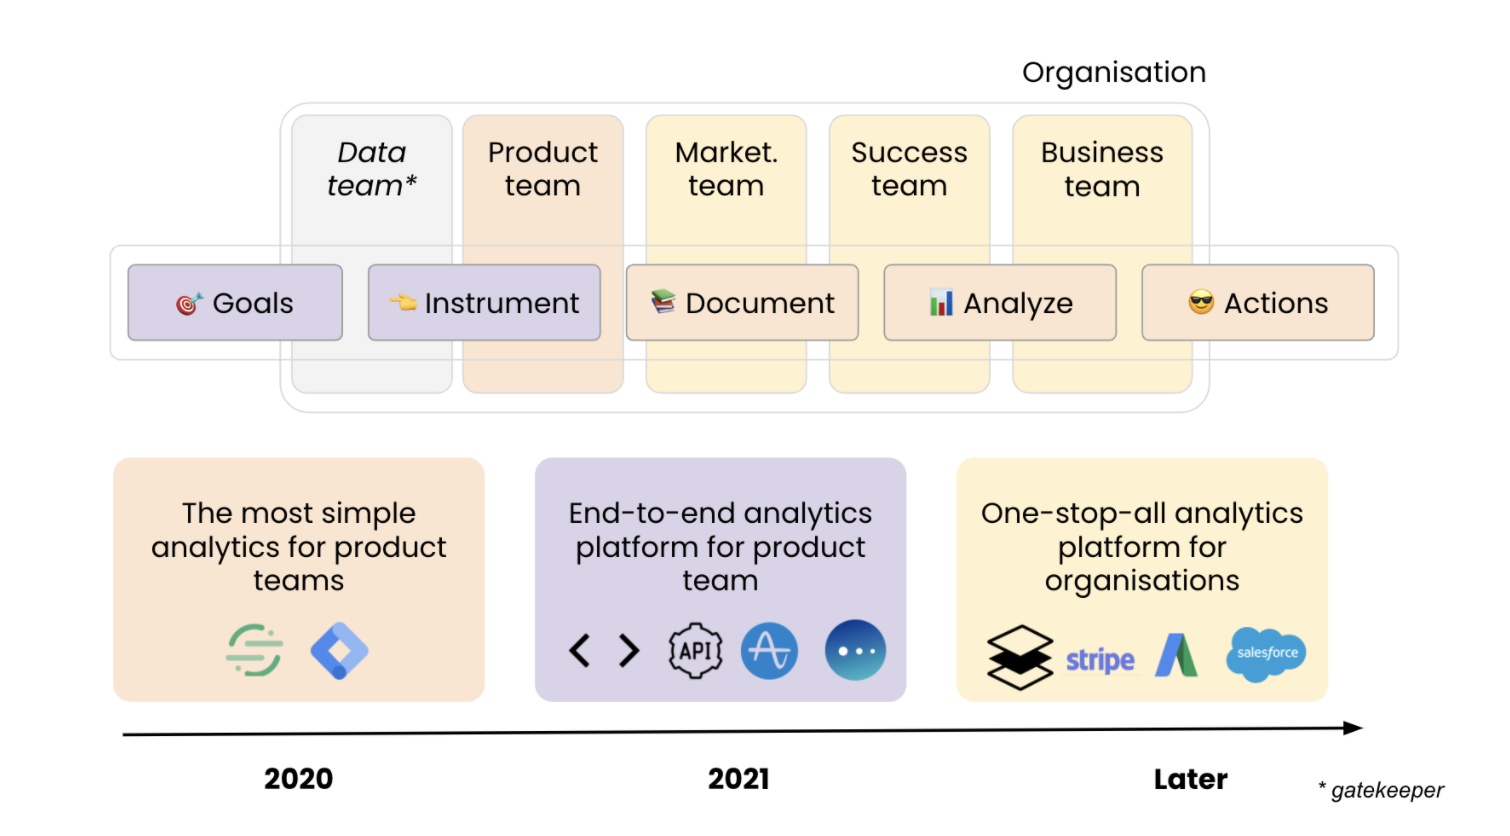 Organisation
Data
team*
Product
team
Market.
team
Success
team
Business
team
Goals
Instrument
Document
Analyze
Actions
The most simple
analytics for product
teams
End-to-end analytics
platform for product
team
API
One-stop-all analytics
platform for
organisations
stripe
salesforce
2020
2021
Later
* gatekeeper